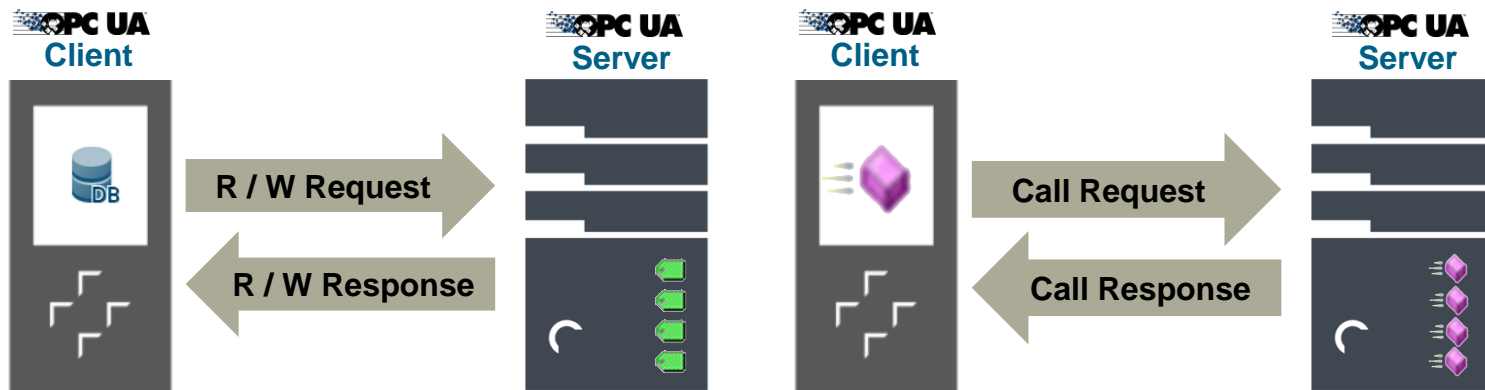 OPC UA
Client
OPC UA
Server
DB
R / W Request
R / W Response
OPC UA
Client
OPC UA
Server
Call Request
Call Response